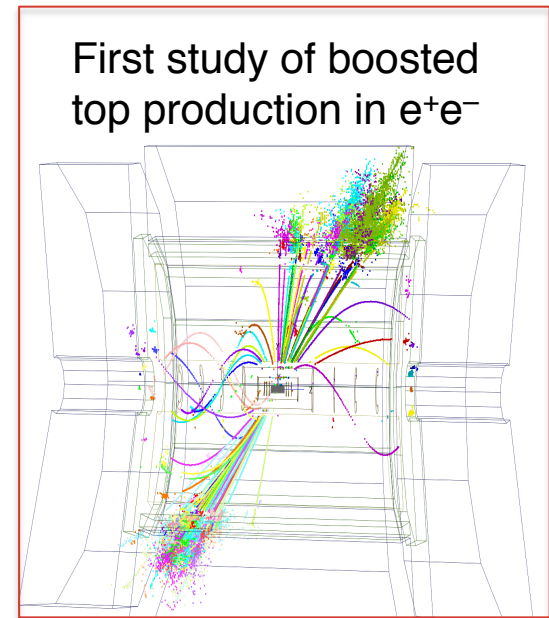 First study of boosted
top production in e⁺e⁻